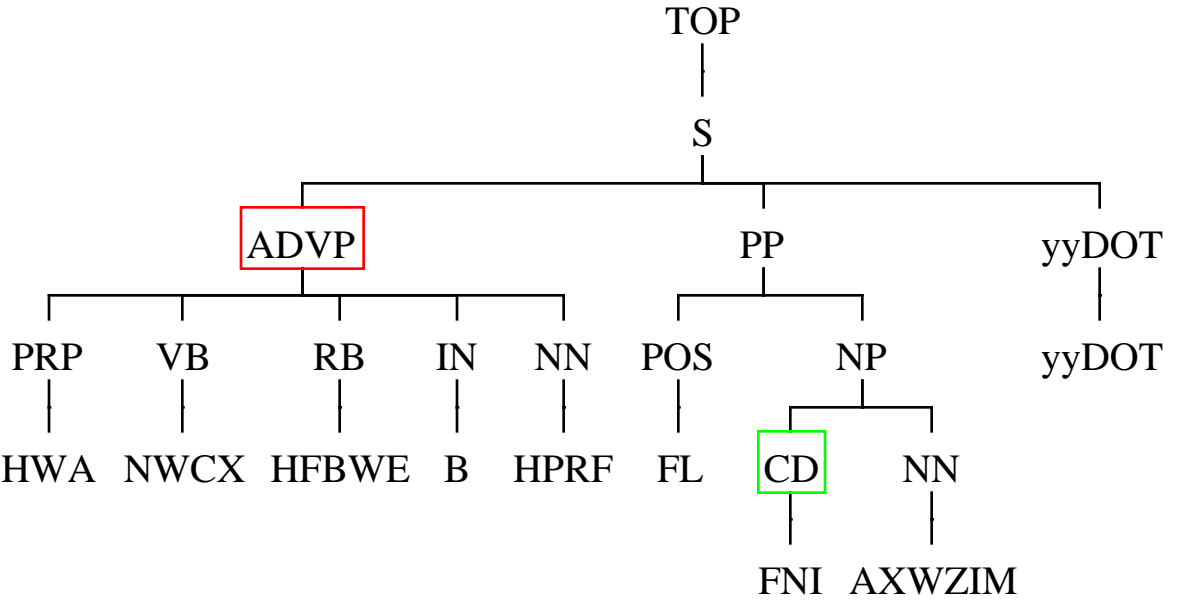 TOP
S
ADVP PP yyDOT
PRP VB RB IN NN POS NP yyDOT
HWA NWCX HFBWE B HPRF FL CD NN
FNI AXWZIM